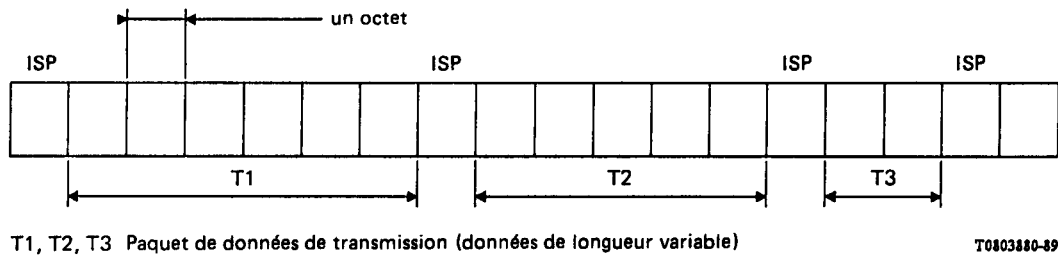 un octet
ISP ISP ISP ISP
T1 T2 T3
T1, T2, T3 Paquet de données de transmission (données de longueur variable)
T0803880-89